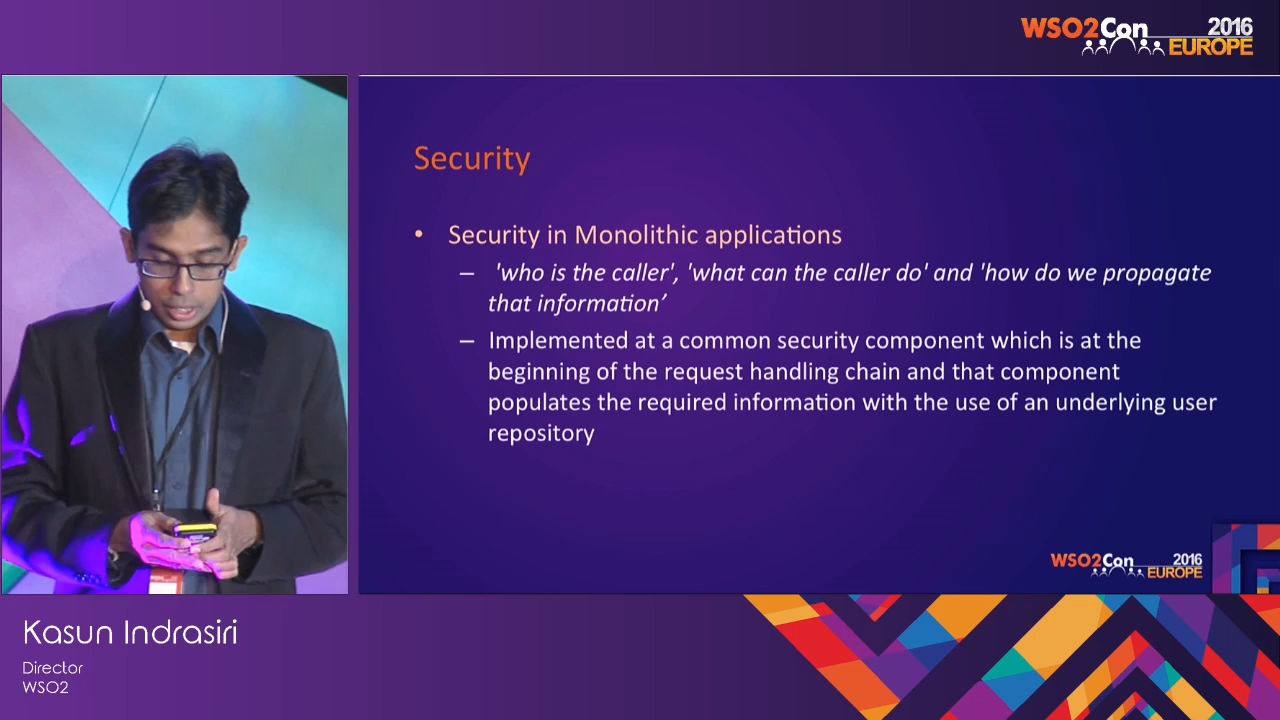 WSO2Con 2016
EUROPE
Security
• Security in Monolithic applications
– 'who is the caller', 'what can the caller do' and 'how do we propagate
that information’
– Implemented at a common security component which is at the
beginning of the request handling chain and that component
populates the required information with the use of an underlying user
repository
WSO2Con 2016
EUROPE
Kasun Indrasiri
Director
WSO2